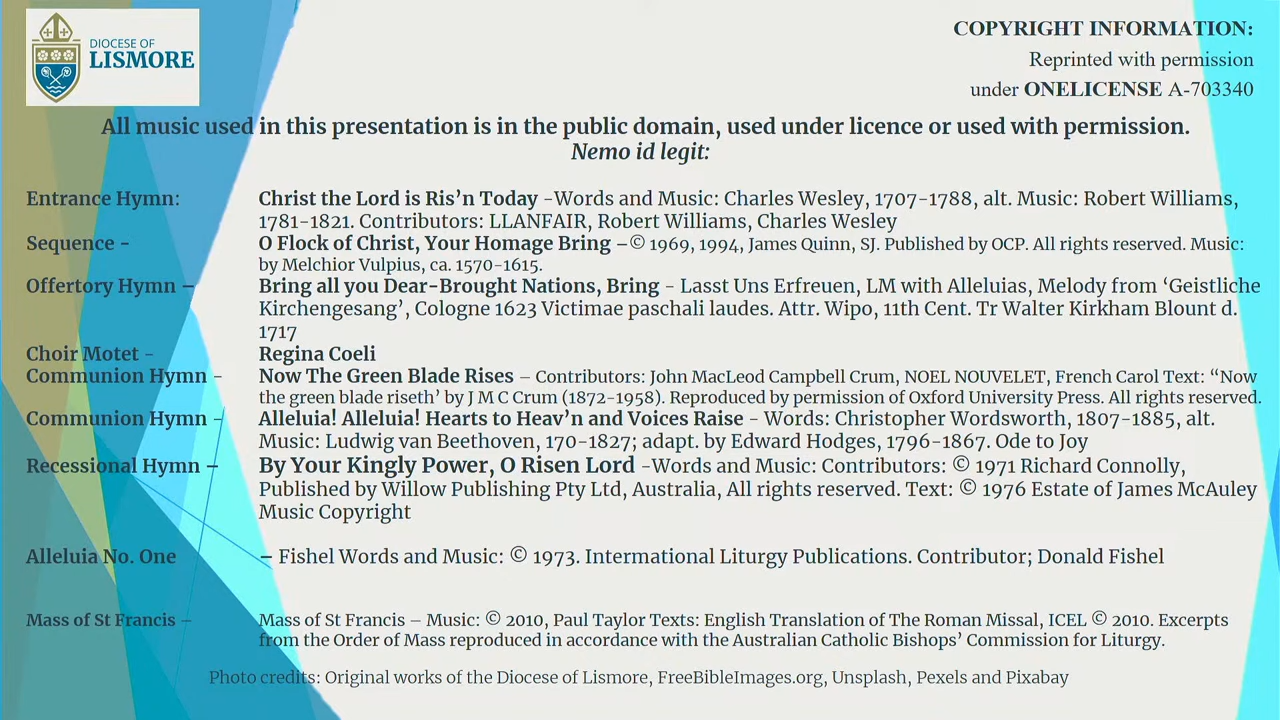 DIOCESE OF
LISMORE
COPYRIGHT INFORMATION:
Reprinted with permission
under ONELICENSE A-703340
All music used in this presentation is in the public domain, used under licence or used with permission.
Nemo id legit:
Entrance Hymn: Christ the Lord is Ris’n Today -Words and Music: Charles Wesley, 1707-1788, alt. Music: Robert Williams,
1781-1821. Contributors: LLANFAIR, Robert Williams, Charles Wesley
Sequence - O Flock of Christ, Your Homage Bring –© 1969, 1994, James Quinn, SJ. Published by OCP. All rights reserved. Music:
by Melchior Vulpius, ca. 1570-1615.
Offertory Hymn – Bring all you Dear-Brought Nations, Bring - Lasst Uns Erfreuen, LM with Alleluias, Melody from ‘Geistliche
Kirchengesang’, Cologne 1623 Victimae paschali laudes. Attr. Wipo, 11th Cent. Tr Walter Kirkham Blount d.
1717
Choir Motet - Regina Coeli
Communion Hymn - Now The Green Blade Rises – Contributors: John MacLeod Campbell Crum, NOEL NOUVELET, French Carol Text: “Now
the green blade riseth’ by J M C Crum (1872-1958). Reproduced by permission of Oxford University Press. All rights reserved.
Communion Hymn - Alleluia! Alleluia! Hearts to Heav’n and Voices Raise - Words: Christopher Wordsworth, 1807-1885, alt.
Music: Ludwig van Beethoven, 170-1827; adapt. by Edward Hodges, 1796-1867. Ode to Joy
Recessional Hymn – By Your Kingly Power, O Risen Lord -Words and Music: Contributors: © 1971 Richard Connolly,
Published by Willow Publishing Pty Ltd, Australia, All rights reserved. Text: © 1976 Estate of James McAuley
Music Copyright
Alleluia No. One – Fishel Words and Music: © 1973. International Liturgy Publications. Contributor; Donald Fishel
Mass of St Francis – Mass of St Francis – Music: © 2010, Paul Taylor Texts: English Translation of The Roman Missal, ICEL © 2010. Excerpts
from the Order of Mass reproduced in accordance with the Australian Catholic Bishops’ Commission for Liturgy.
Photo credits: Original works of the Diocese of Lismore, FreeBibleImages.org, Unsplash, Pexels and Pixabay